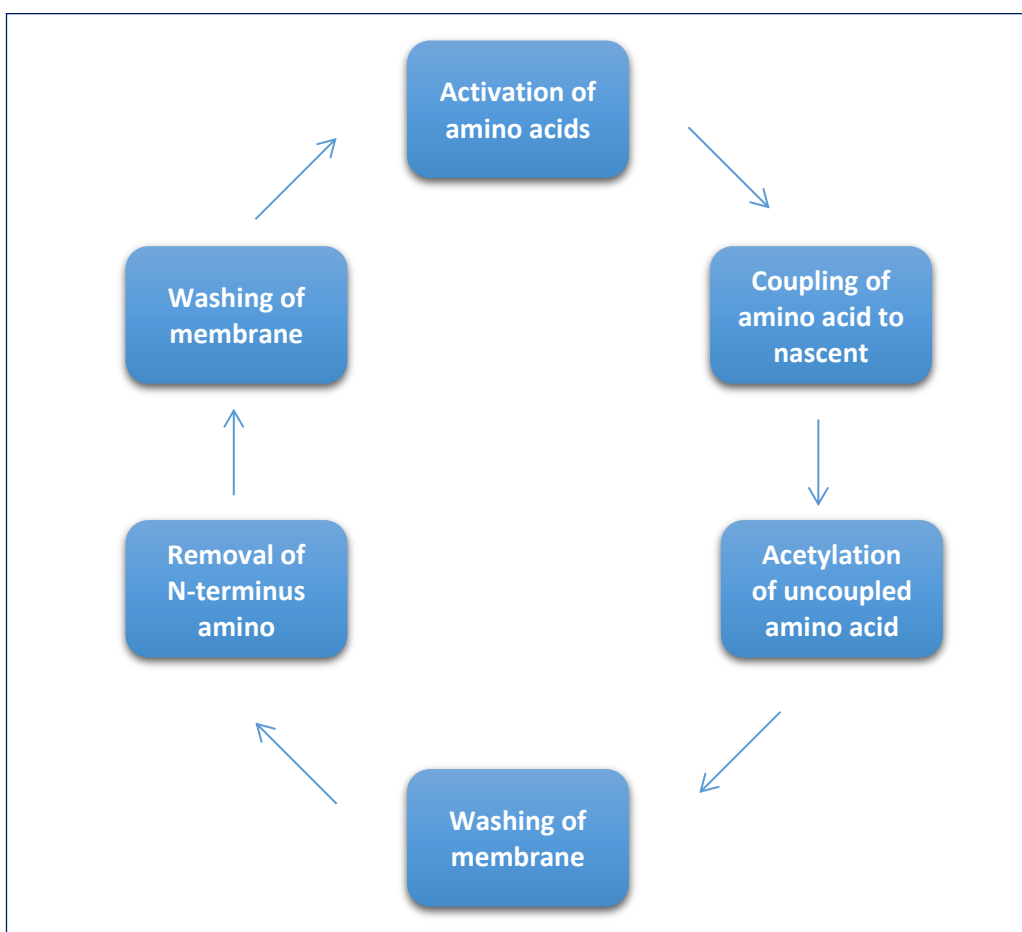 Activation of
amino acids
Coupling of
amino acid to
nascent
Acetylation
of uncoupled
amino acid
Washing of
membrane
Removal of
N-terminus
amino
Washing of
membrane